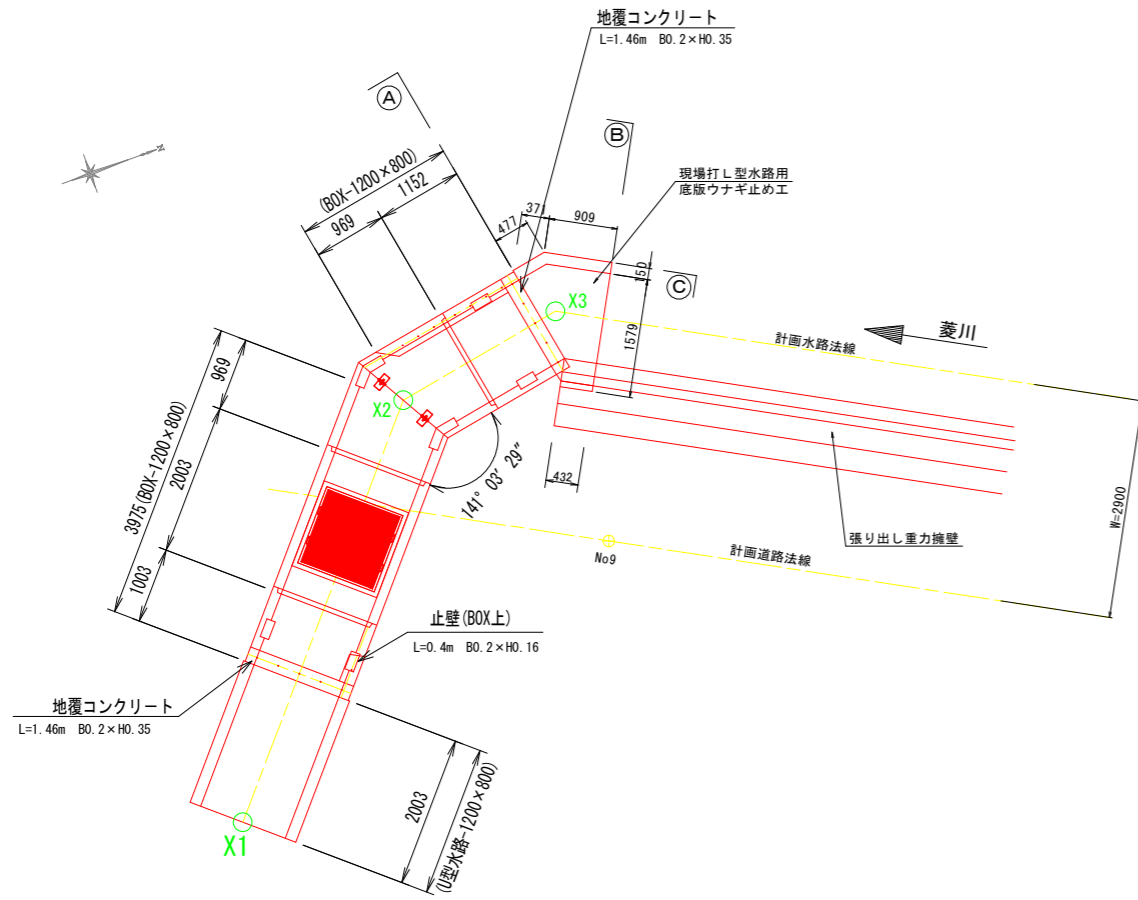 地覆コンクリート
L=1.46m B0.2×H0.35
A
B
N
現場打L型水路用
底版ウナギ止め工
(BOX-1200×800)
1152
969
477
371
909
150
C
X3
1579
菱川
計画水路法線
969
X2
2003
3975(BOX-1200×800)
141° 03′ 29″
432
W=2900
1003
張り出し重力擁壁
No9
計画道路法線
止壁(BOX上)
L=0.4m B0.2×H0.16
地覆コンクリート
L=1.46m B0.2×H0.35
2003
(U型水路-1200×800)
X1